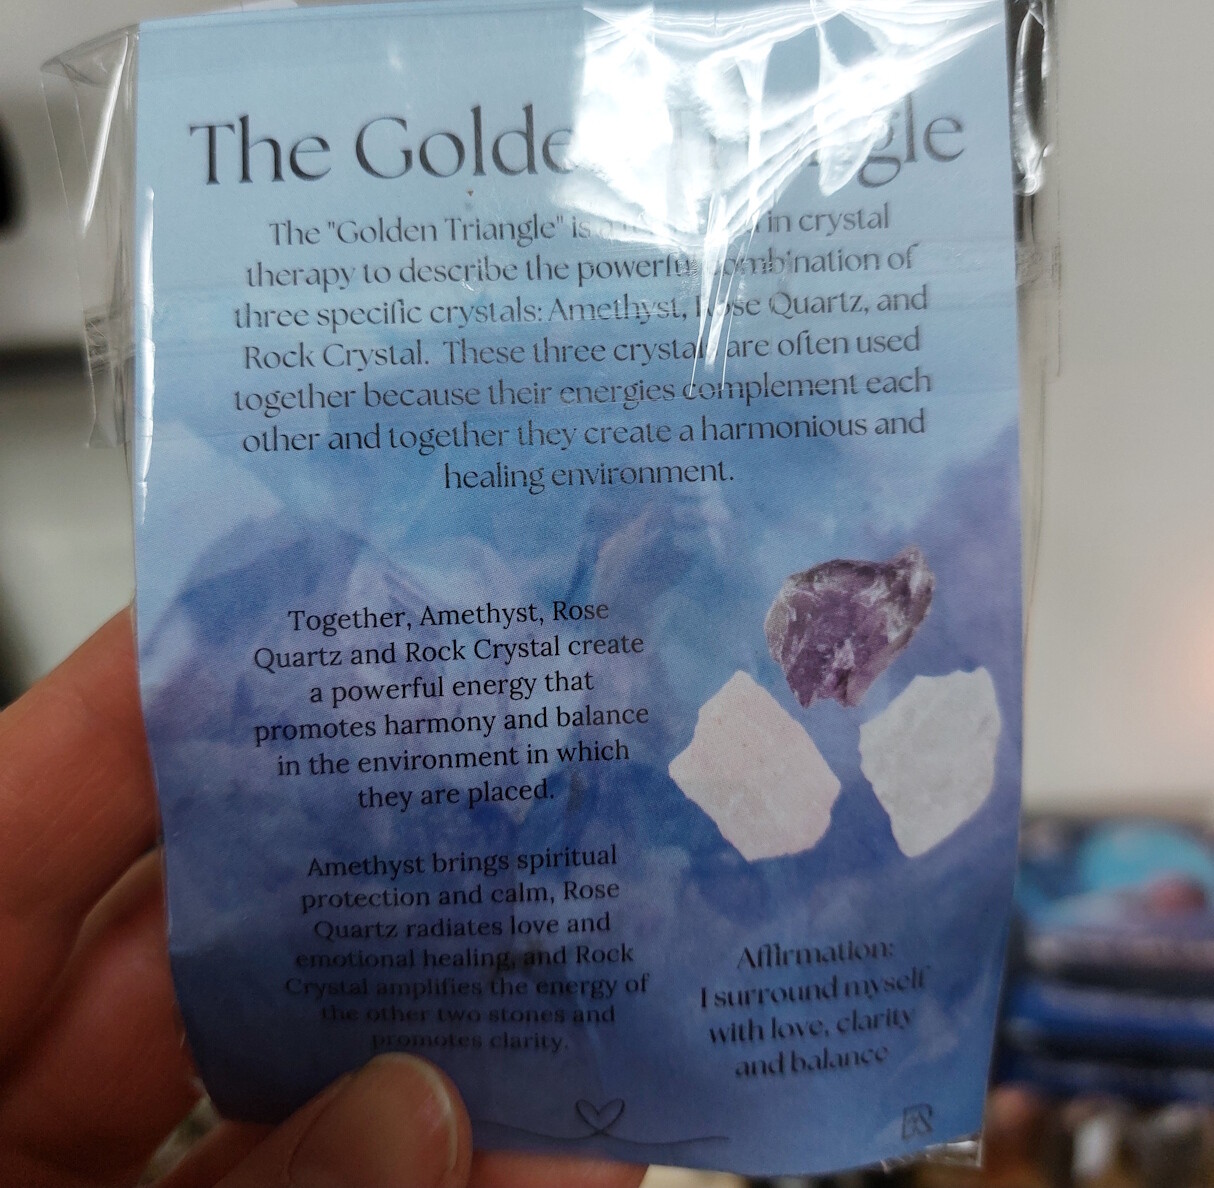 The Golde gle
The "Golden Triangle" is a in crystal
therapy to describe the powerful combination of
three specific crystals: Amethyst, Rose Quartz, and
Rock Crystal. These three crystals are often used
together because their energies complement each
other and together they create a harmonious and
healing environment.
Together, Amethyst, Rose
Quartz and Rock Crystal create
a powerful energy that
promotes harmony and balance
in the environment in which
they are placed.
Amethyst brings spiritual
protection and calm, Rose
Quartz radiates love and
emotional healing, and Rock
Crystal amplifies the energy of
the other two stones and
promotes clarity.
Affirmation:
I surround myself
with love, clarity
and balance